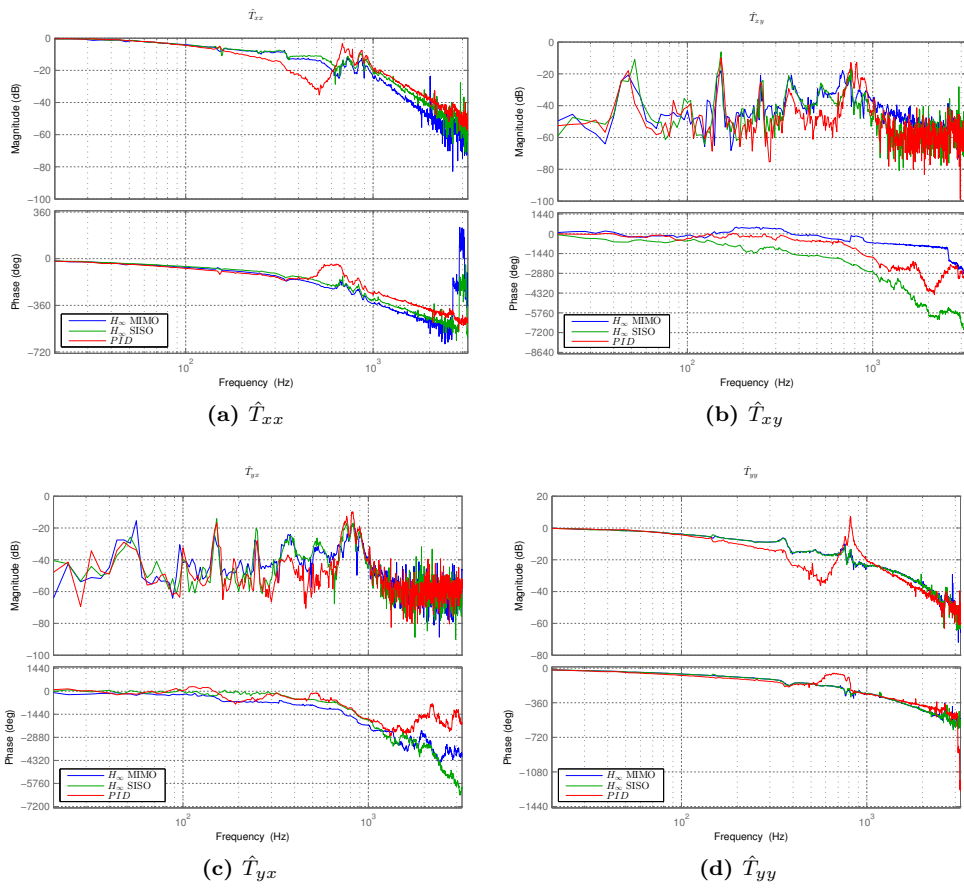 T̂xx
0
−20
−40
−60
−80
−100
Magnitude (dB)
360
0
−360
−720
Phase (deg)
H∞ MIMO
H∞ SISO
PID
10²
10³
Frequency (Hz)
(a) T̂xx
T̂xy
0
−20
−40
−60
−80
−100
Magnitude (dB)
1440
0
−1440
−2880
−4320
−5760
−7200
−8640
Phase (deg)
H∞ MIMO
H∞ SISO
PID
10²
10³
Frequency (Hz)
(b) T̂xy
T̂yx
0
−20
−40
−60
−80
−100
Magnitude (dB)
1440
0
−1440
−2880
−4320
−5760
−7200
Phase (deg)
H∞ MIMO
H∞ SISO
PID
10²
10³
Frequency (Hz)
(c) T̂yx
T̂yy
20
0
−20
−40
−60
−80
Magnitude (dB)
0
−360
−720
−1080
−1440
Phase (deg)
H∞ MIMO
H∞ SISO
PID
10²
10³
Frequency (Hz)
(d) T̂yy